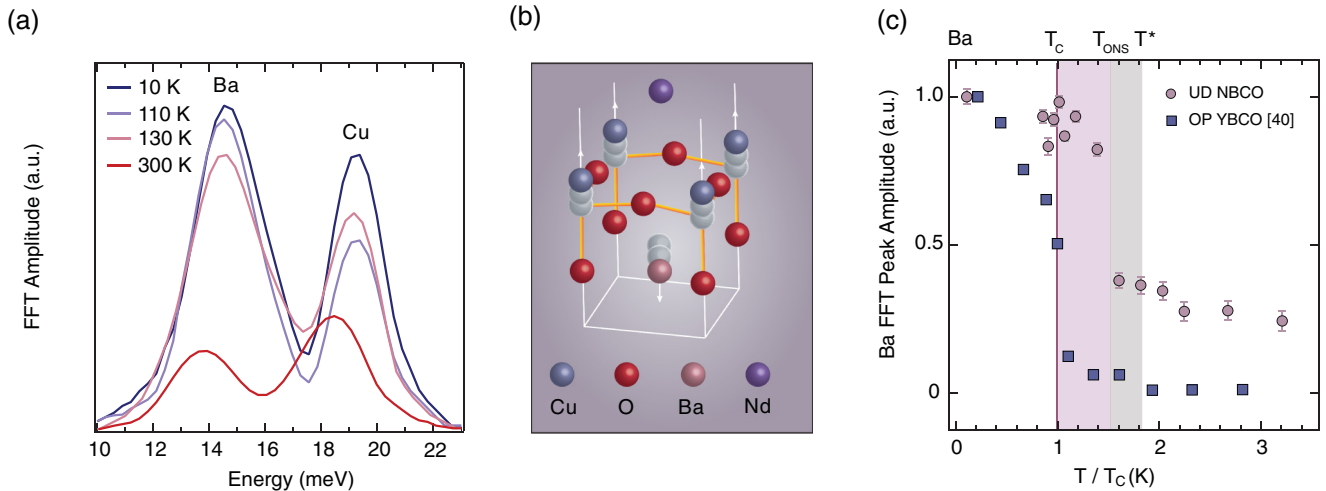 (a)
FFT Amplitude (a.u.)
10 K
110 K
130 K
300 K
Ba
Cu
10 12 14 16 18 20 22
Energy (meV)
(b)
Cu O Ba Nd
(c)
Ba T_C T_ONS T*
Ba FFT Peak Amplitude (a.u.)
1.0
0.5
0
UD NBCO
OP YBCO [40]
0 1 2 3
T / T_C (K)